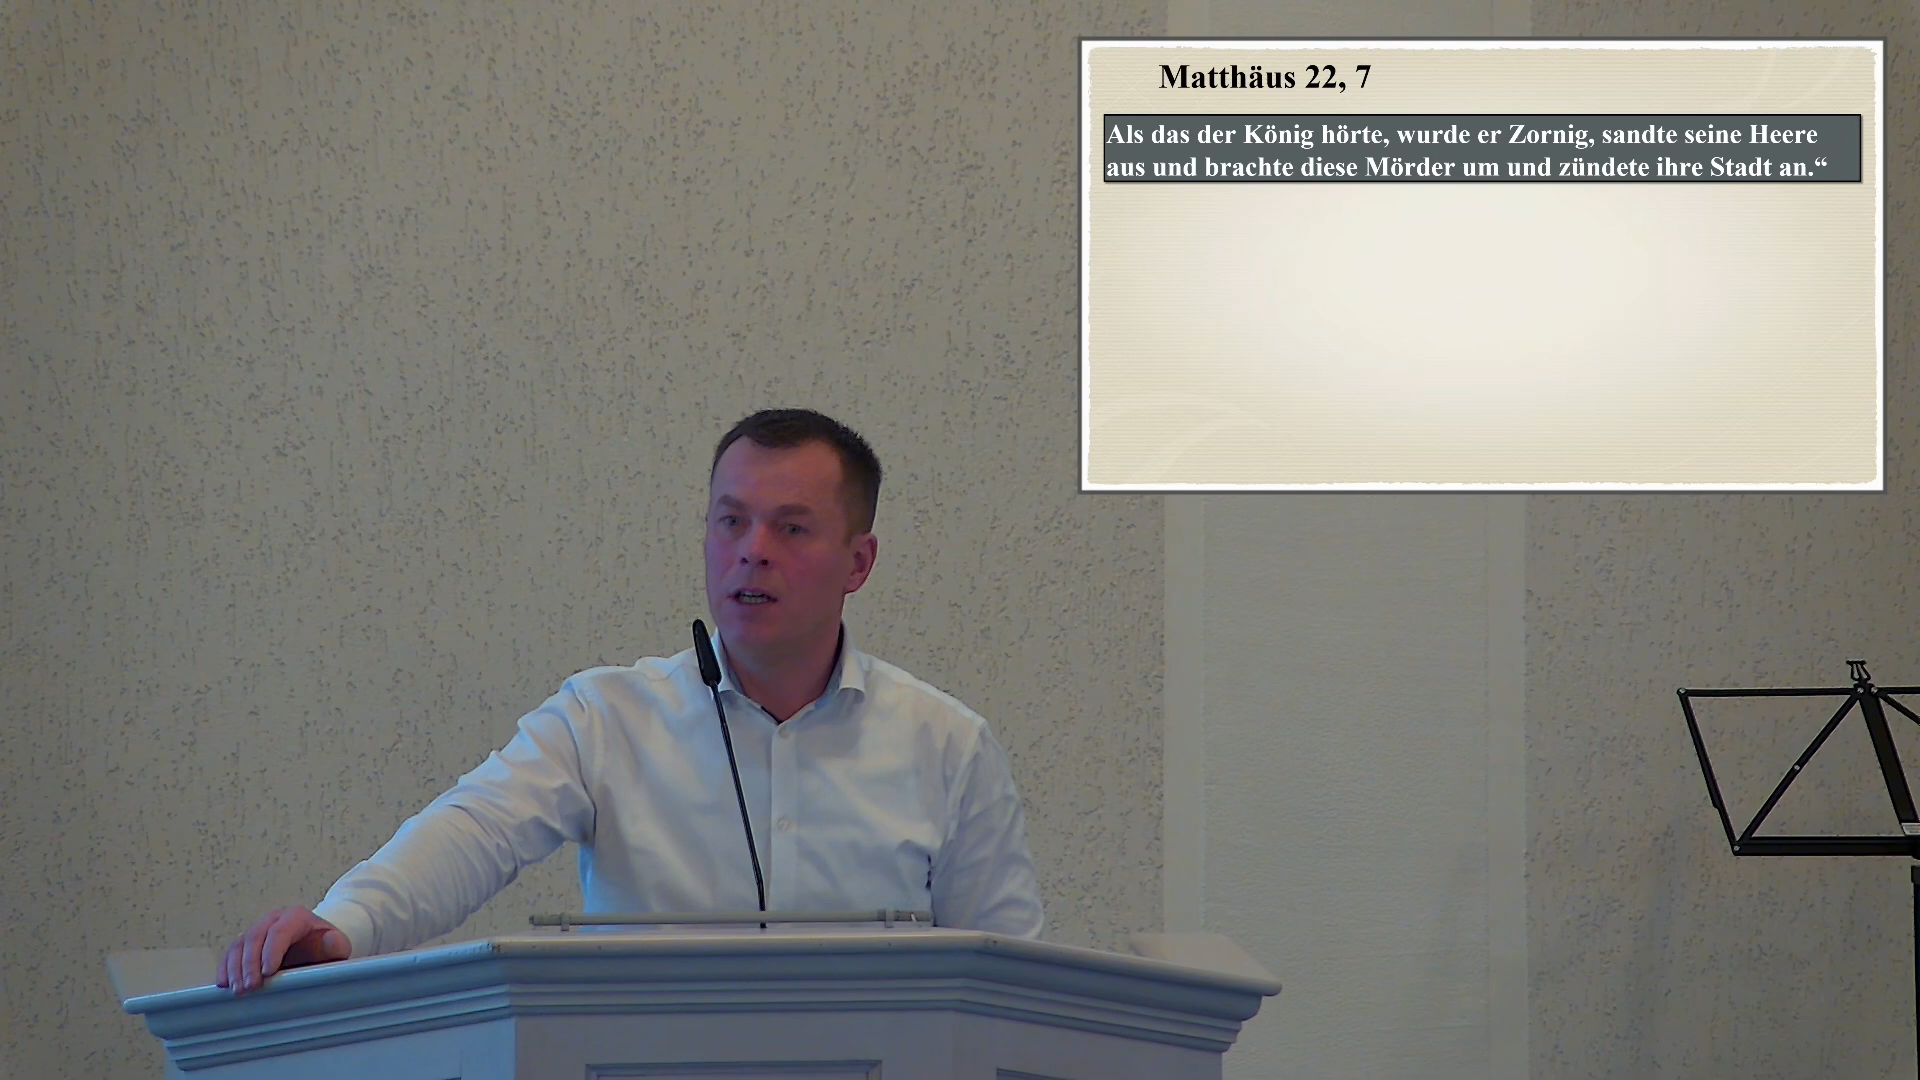 Matthäus 22, 7
Als das der König hörte, wurde er Zornig, sandte seine Heere
aus und brachte diese Mörder um und zündete ihre Stadt an.“